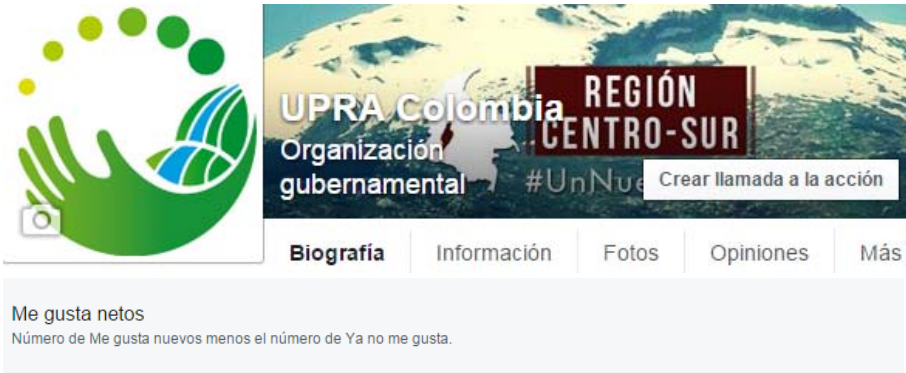 REGIÓN
CENTRO-SUR
UPRA Colombia
Organización
gubernamental
#UnNue
Crear llamada a la acción
Biografía
Información
Fotos
Opiniones
Más
Me gusta netos
Número de Me gusta nuevos menos el número de Ya no me gusta.